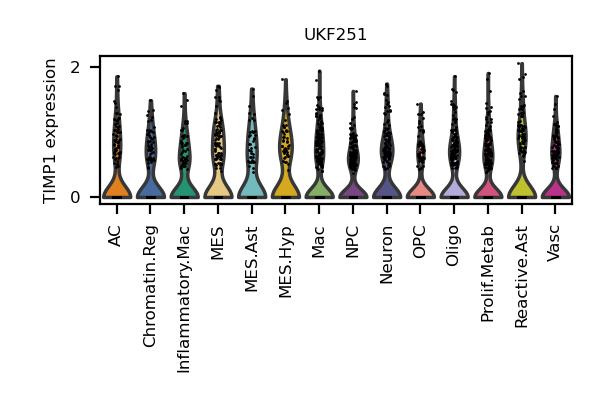 UKF251
TIMP1 expression
2
0
AC
Chromatin.Reg
Inflammatory.Mac
MES
MES.Ast
MES.Hyp
Mac
NPC
Neuron
OPC
Oligo
Prolif.Metab
Reactive.Ast
Vasc